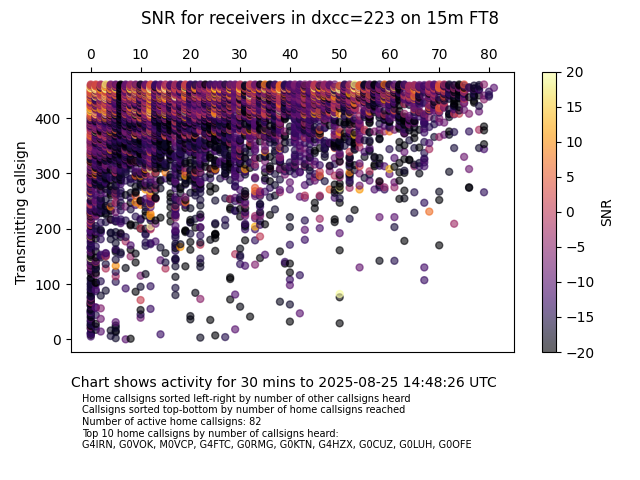 SNR for receivers in dxcc=223 on 15m FT8
0 10 20 30 40 50 60 70 80
400
300
200
100
0
Transmitting callsign
20
15
10
5
0
−5
−10
−15
−20
SNR
Chart shows activity for 30 mins to 2025-08-25 14:48:26 UTC
Home callsigns sorted left-right by number of other callsigns heard
Callsigns sorted top-bottom by number of home callsigns reached
Number of active home callsigns: 82
Top 10 home callsigns by number of callsigns heard:
G4IRN, G0VOK, M0VCP, G4FTC, G0RMG, G0KTN, G4HZX, G0CUZ, G0LUH, G0OFE